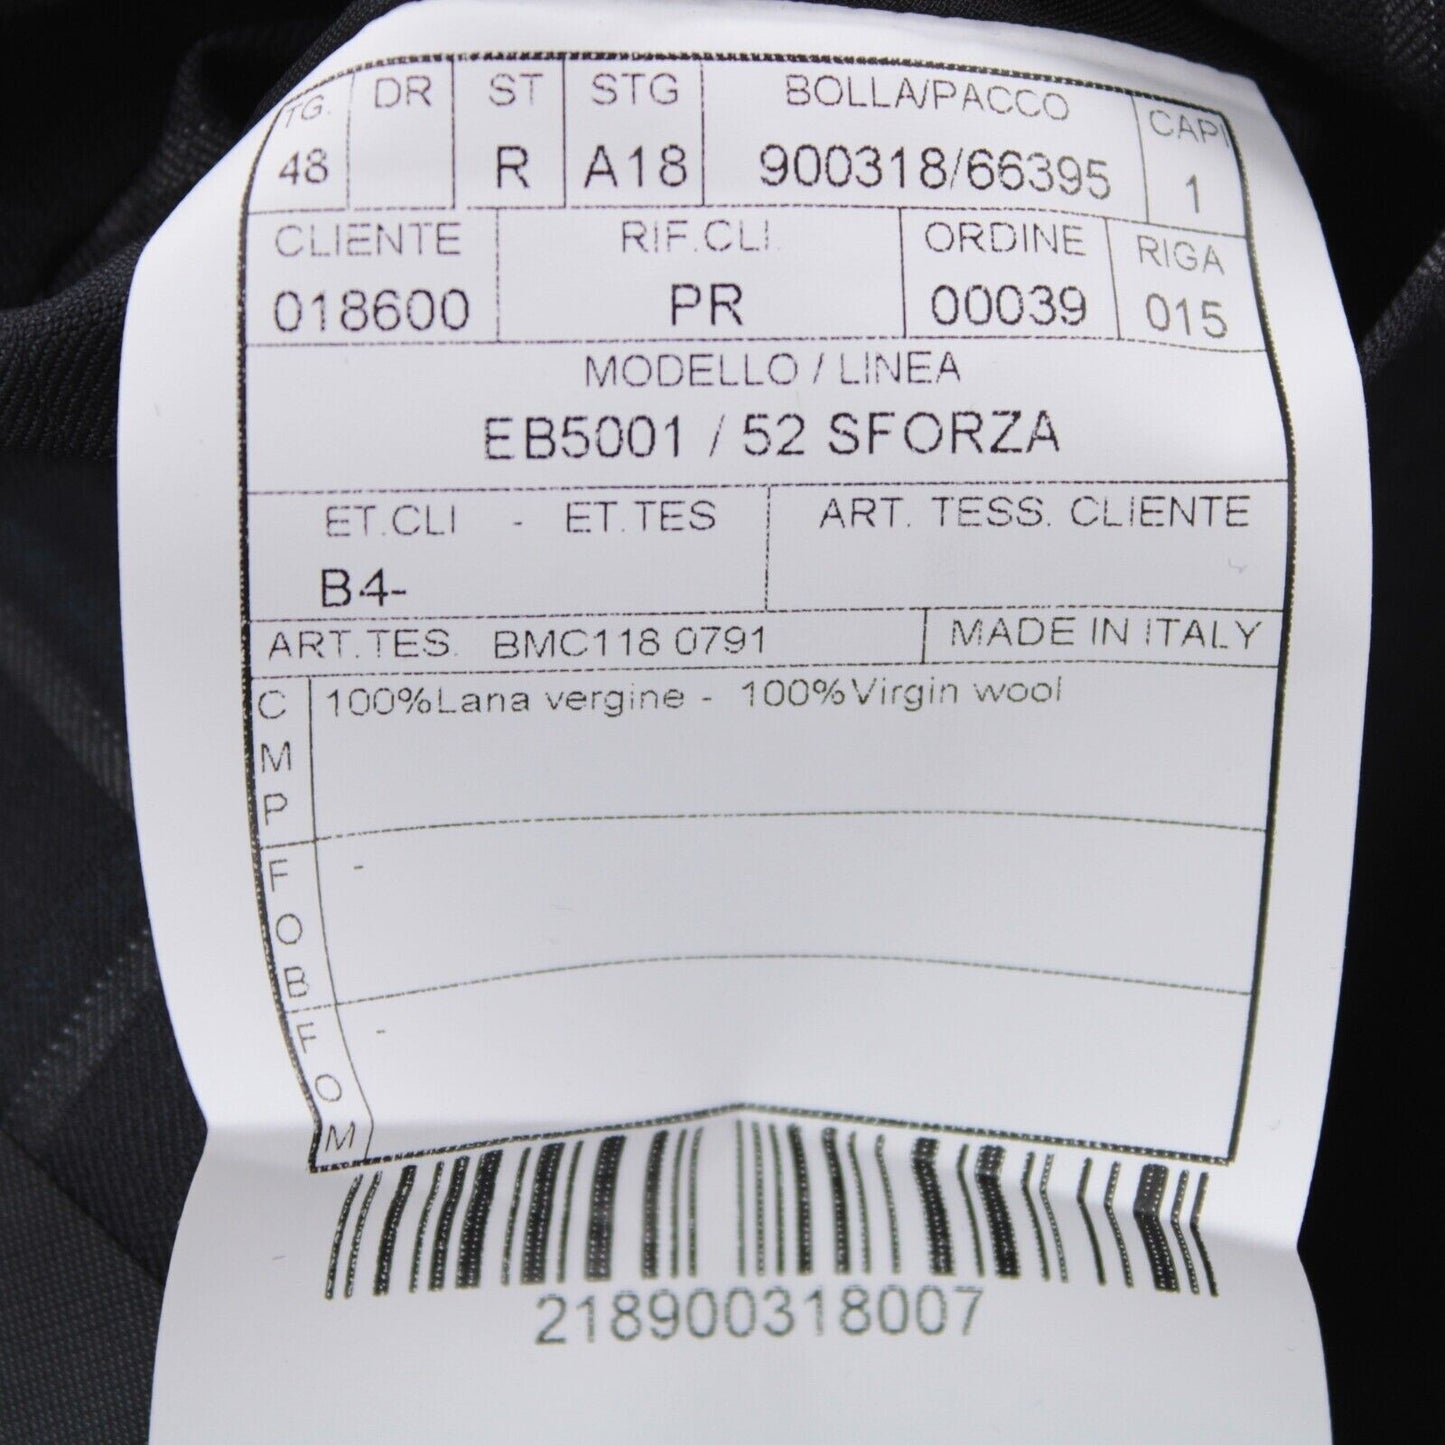 TG. DR ST STG BOLLA/PACCO CAPI
48 R A18 900318/66395 1
CLIENTE RIF.CLI. ORDINE RIGA
018600 PR 00039 015
MODELLO / LINEA
EB5001 / 52 SFORZA
ET.CLI - ET.TES ART. TESS. CLIENTE
B4-
ART.TES. BMC118 0791 MADE IN ITALY
CMP 100%Lana vergine - 100%Virgin wool
FOB -
FOM -
218900318007